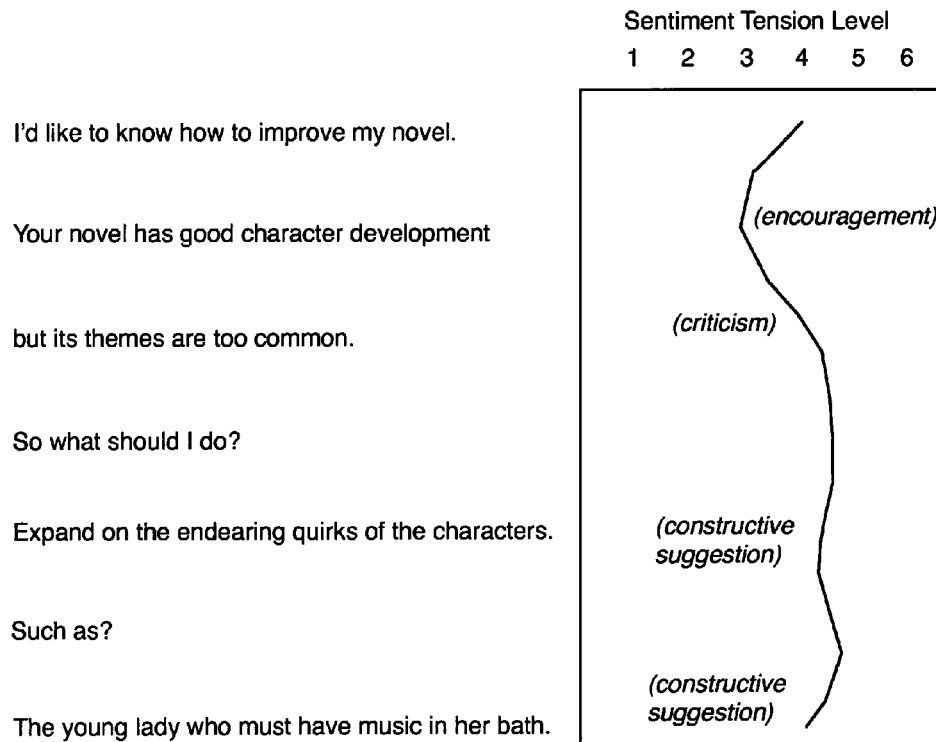 Sentiment Tension Level
1 2 3 4 5 6
I'd like to know how to improve my novel.
Your novel has good character development
(encouragement)
but its themes are too common.
(criticism)
So what should I do?
Expand on the endearing quirks of the characters.
(constructive
suggestion)
Such as?
The young lady who must have music in her bath.
(constructive
suggestion)